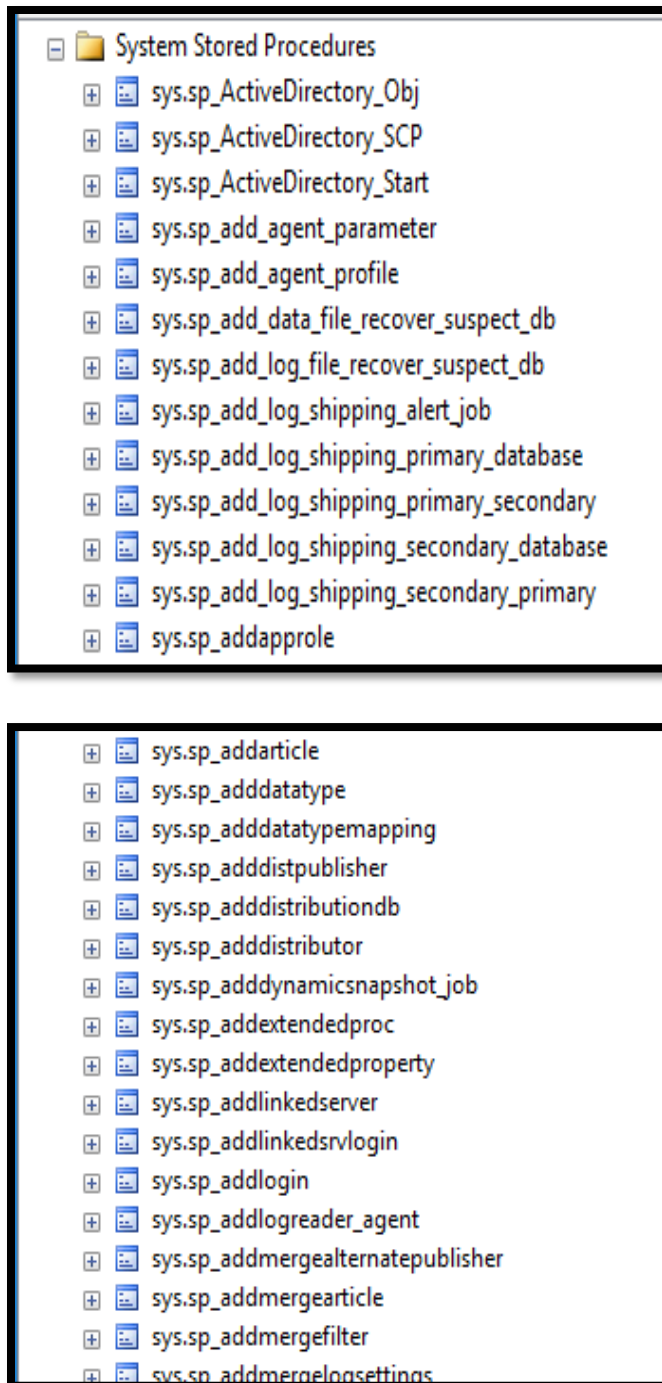 System Stored Procedures
sys.sp_ActiveDirectory_Obj
sys.sp_ActiveDirectory_SCP
sys.sp_ActiveDirectory_Start
sys.sp_add_agent_parameter
sys.sp_add_agent_profile
sys.sp_add_data_file_recover_suspect_db
sys.sp_add_log_file_recover_suspect_db
sys.sp_add_log_shipping_alert_job
sys.sp_add_log_shipping_primary_database
sys.sp_add_log_shipping_primary_secondary
sys.sp_add_log_shipping_secondary_database
sys.sp_add_log_shipping_secondary_primary
sys.sp_addapprole
sys.sp_addarticle
sys.sp_adddatatype
sys.sp_adddatatypemapping
sys.sp_adddistpublisher
sys.sp_adddistributiondb
sys.sp_adddistributor
sys.sp_adddynamicsnapshot_job
sys.sp_addextendedproc
sys.sp_addextendedproperty
sys.sp_addlinkedserver
sys.sp_addlinkedsrvlogin
sys.sp_addlogin
sys.sp_addlogreader_agent
sys.sp_addmergealternatepublisher
sys.sp_addmergearticle
sys.sp_addmergefilter
sys.sp_addmergelogsettings